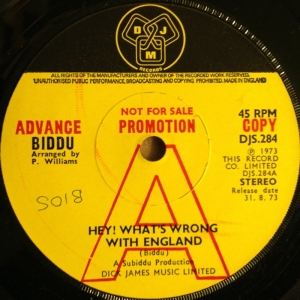 DJM
RECORDS
ALL RIGHTS OF THE MANUFACTURERS AND OWNER OF THE RECORDED WORK RESERVED.
UNAUTHORISED PUBLIC PERFORMANCE, BROADCASTING AND COPYING PROHIBITED. MADE IN ENGLAND
NOT FOR SALE
45 RPM
ADVANCE PROMOTION COPY
BIDDU
DJS.284
Arranged by
P. Williams
℗ 1973
THIS RECORD
CO. LIMITED
DJS.284A
STEREO
Release date
31. 8. 73
A
HEY! WHAT'S WRONG
WITH ENGLAND
(Biddu)
A Subiddu Production
DICK JAMES MUSIC LIMITED